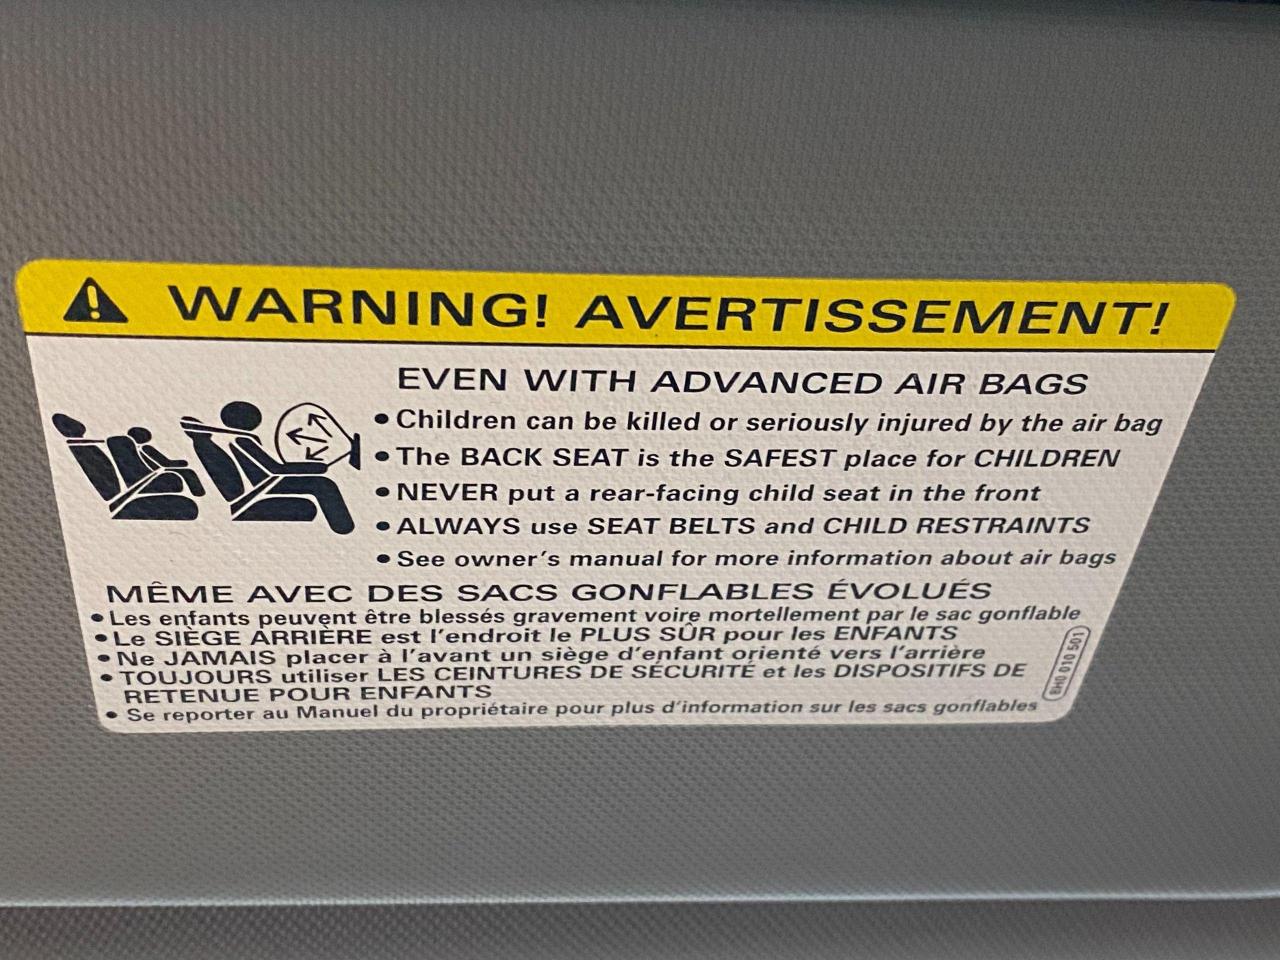 WARNING! AVERTISSEMENT!
EVEN WITH ADVANCED AIR BAGS
• Children can be killed or seriously injured by the air bag
• The BACK SEAT is the SAFEST place for CHILDREN
• NEVER put a rear-facing child seat in the front
• ALWAYS use SEAT BELTS and CHILD RESTRAINTS
• See owner's manual for more information about air bags
MÊME AVEC DES SACS GONFLABLES ÉVOLUÉS
• Les enfants peuvent être blessés gravement voire mortellement par le sac gonflable
• Le SIÈGE ARRIÈRE est l'endroit le PLUS SÛR pour les ENFANTS
• Ne JAMAIS placer à l'avant un siège d'enfant orienté vers l'arrière
• TOUJOURS utiliser LES CEINTURES DE SÉCURITÉ et les DISPOSITIFS DE
RETENUE POUR ENFANTS
• Se reporter au Manuel du propriétaire pour plus d'information sur les sacs gonflables
8H0 010 501